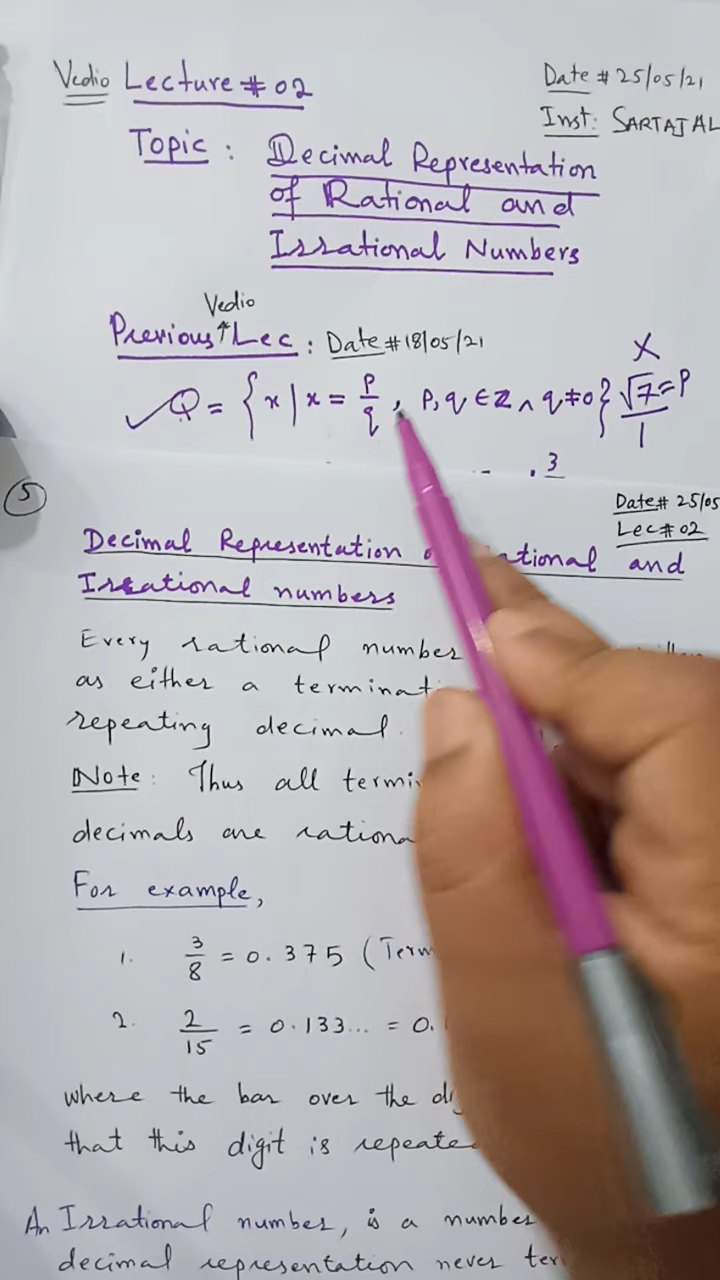 Vedio Lecture # 02
Date # 25/05/21
Inst: SARTAJ AL
Topic : Decimal Representation
of Rational and
Irrational Numbers
Vedio
Previous ↑ Lec : Date # 18/05/21
X
✓ Q = { x | x = p/q , p, q ∈ Z ∧ q ≠ 0 } √7/1 = P
3
5
Date # 25/05
Lec # 02
Decimal Representation o ational and
Irrational numbers
Every rational number
as either a terminat
repeating decimal.
Note: Thus all termi
decimals are rationa
For example,
1. 3/8 = 0.375 (Term
2. 2/15 = 0.133... = 0.
where the bar over the di
that this digit is repeate
An Irrational number, is a number
decimal representation never ter